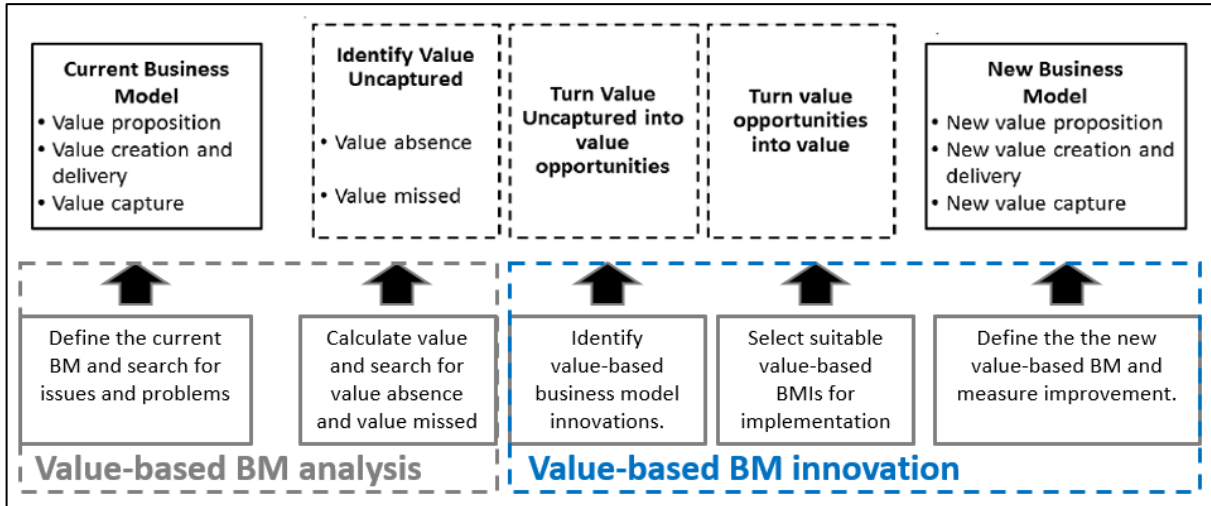 Current Business
Model
• Value proposition
• Value creation and
delivery
• Value capture
Identify Value
Uncaptured
• Value absence
• Value missed
Turn Value
Uncaptured into
value
opportunities
Turn value
opportunities
into value
New Business
Model
• New value proposition
• New value creation and
delivery
• New value capture
Define the current
BM and search for
issues and problems
Calculate value
and search for
value absence
and value missed
Identify
value-based
business model
innovations.
Select suitable
value-based
BMIs for
implementation
Define the the new
value-based BM and
measure improvement.
Value-based BM analysis
Value-based BM innovation